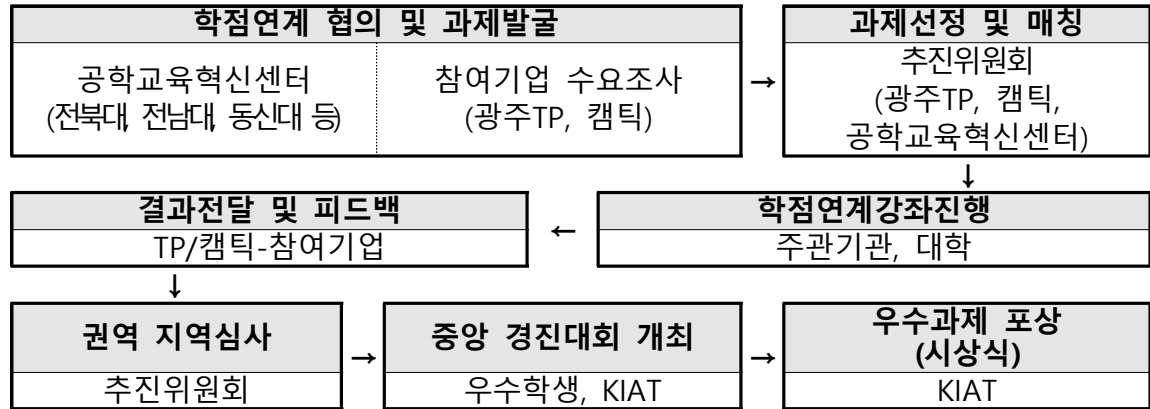 학점연계 협의 및 과제발굴
공학교육혁신센터
(전북대, 전남대, 동신대 등)
참여기업 수요조사
(광주TP, 캠틱)
→
과제선정 및 매칭
추진위원회
(광주TP, 캠틱,
공학교육혁신센터)
↓
학점연계강좌진행
주관기관, 대학
←
결과전달 및 피드백
TP/캠틱-참여기업
↓
권역 지역심사
추진위원회
→
중앙 경진대회 개최
우수학생, KIAT
→
우수과제 포상
(시상식)
KIAT